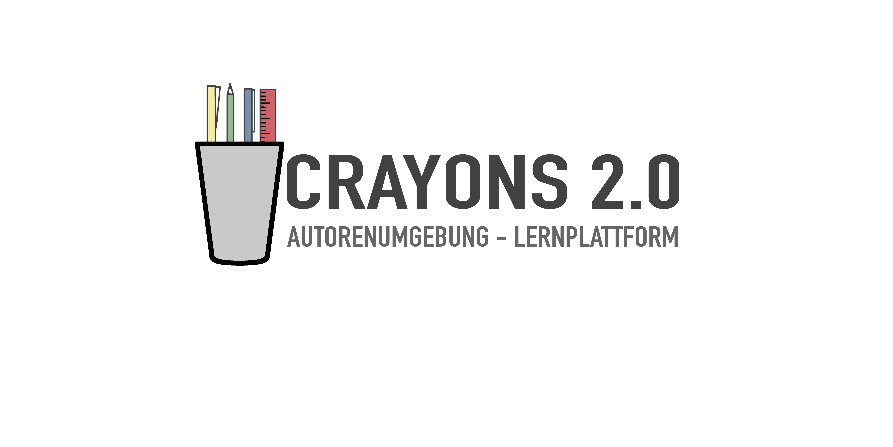 CRAYONS 2.0
AUTORENUMGEBUNG - LERNPLATTFORM